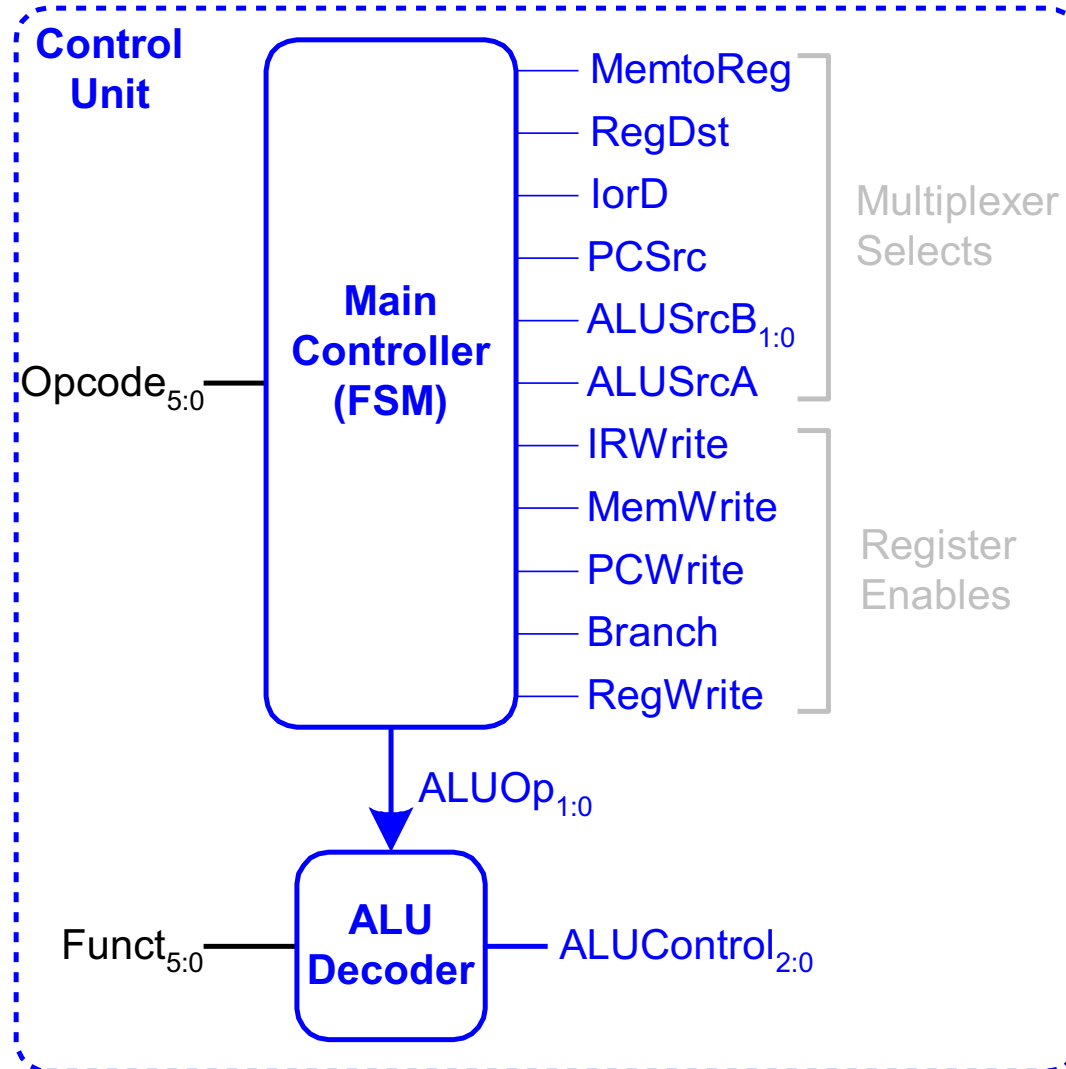 Control
Unit
MemtoReg
RegDst
IorD
PCSrc
ALUSrcB1:0
ALUSrcA
IRWrite
MemWrite
PCWrite
Branch
RegWrite
Multiplexer
Selects
Register
Enables
Main
Controller
(FSM)
Opcode5:0
ALUOp1:0
ALU
Decoder
Funct5:0
ALUControl2:0